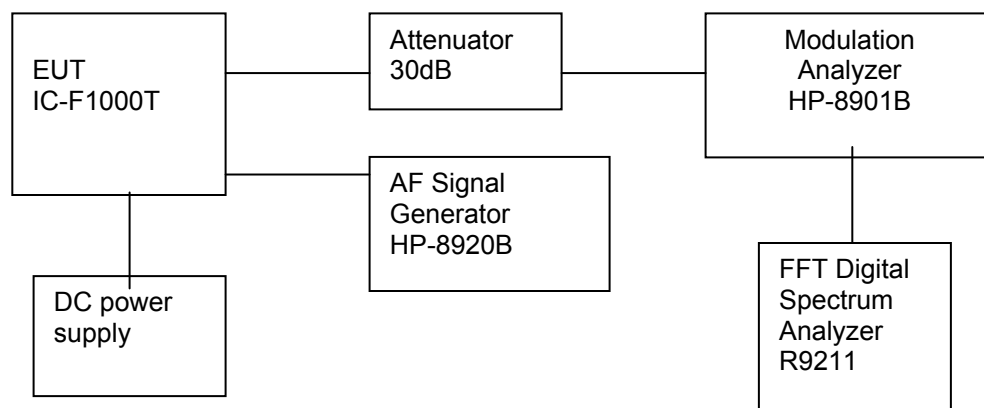 EUT
IC-F1000T
Attenuator
30dB
Modulation
Analyzer
HP-8901B
AF Signal
Generator
HP-8920B
DC power
supply
FFT Digital
Spectrum
Analyzer
R9211